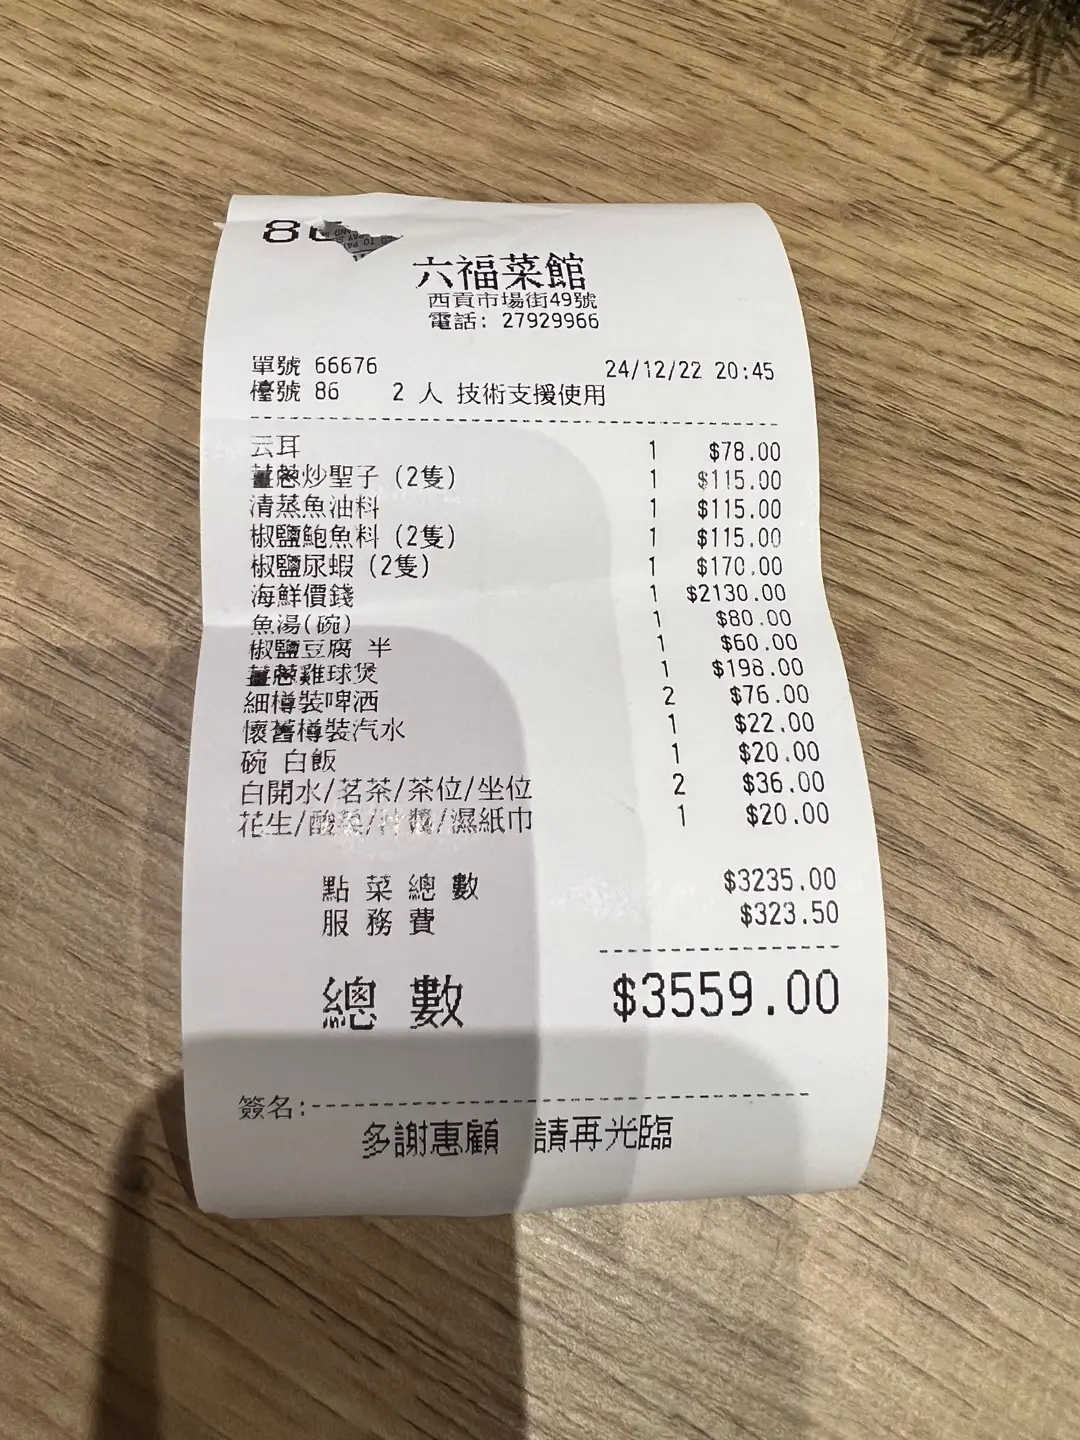 86
六福菜館
西貢市場街49號
電話: 27929966
單號 66676 24/12/22 20:45
檯號 86 2 人 技術支援使用
云耳 1 $78.00
薑蔥炒聖子 (2隻) 1 $115.00
清蒸魚油料 1 $115.00
椒鹽鮑魚料 (2隻) 1 $115.00
椒鹽尿蝦 (2隻) 1 $170.00
海鮮價錢 1 $2130.00
魚湯(碗) 1 $80.00
椒鹽豆腐 半 1 $60.00
薑蔥雞球煲 1 $198.00
細樽裝啤酒 2 $76.00
懷舊樽裝汽水 1 $22.00
碗 白飯 1 $20.00
白開水/茗茶/茶位/坐位 2 $36.00
花生/酸菜/汁醬/濕紙巾 1 $20.00
點菜總數 $3235.00
服務費 $323.50
總數 $3559.00
簽名:
多謝惠顧 請再光臨